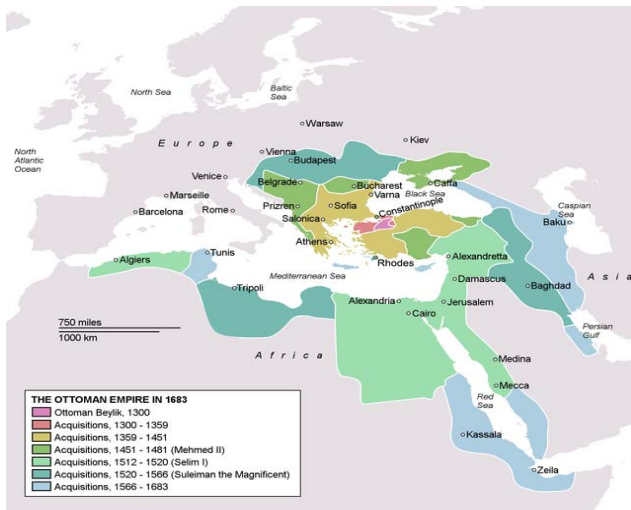 North Sea
Baltic
Sea
Warsaw
Europe
Kiev
North
Atlantic
Ocean
Vienna
Budapest
Venice
Belgrade
Bucharest
Caffa
Varna
Black Sea
Marseille
Prizren
Sofia
Constantinople
Caspian
Sea
Barcelona
Rome
Salonica
Baku
Athens
Tunis
Algiers
Rhodes
Alexandretta
Asia
Mediterranean Sea
Damascus
Tripoli
Baghdad
Alexandria
Jerusalem
Cairo
750 miles
1000 km
Persian
Gulf
Africa
Medina
Mecca
Red
Sea
Kassala
Zeila
THE OTTOMAN EMPIRE IN 1683
Ottoman Beylik, 1300
Acquisitions, 1300 - 1359
Acquisitions, 1359 - 1451
Acquisitions, 1451 - 1481 (Mehmed II)
Acquisitions, 1512 - 1520 (Selim I)
Acquisitions, 1520 - 1566 (Suleiman the Magnificent)
Acquisitions, 1566 - 1683